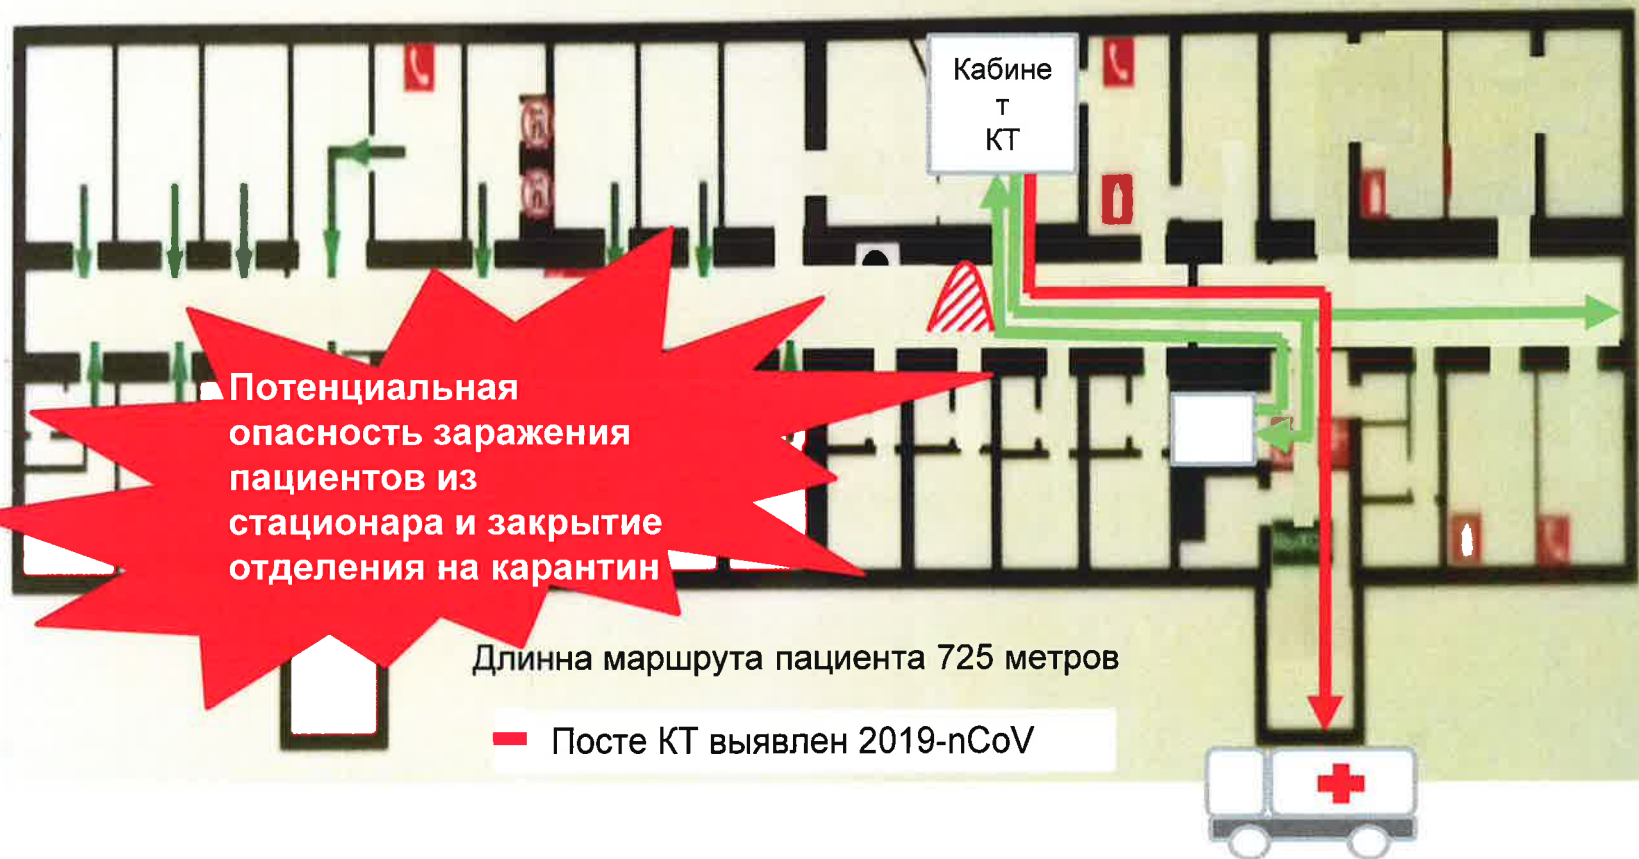 Кабине
т
КТ
Потенциальная
опасность заражения
пациентов из
стационара и закрытие
отделения на карантин
Длинна маршрута пациента 725 метров
Посте КТ выявлен 2019-nCoV